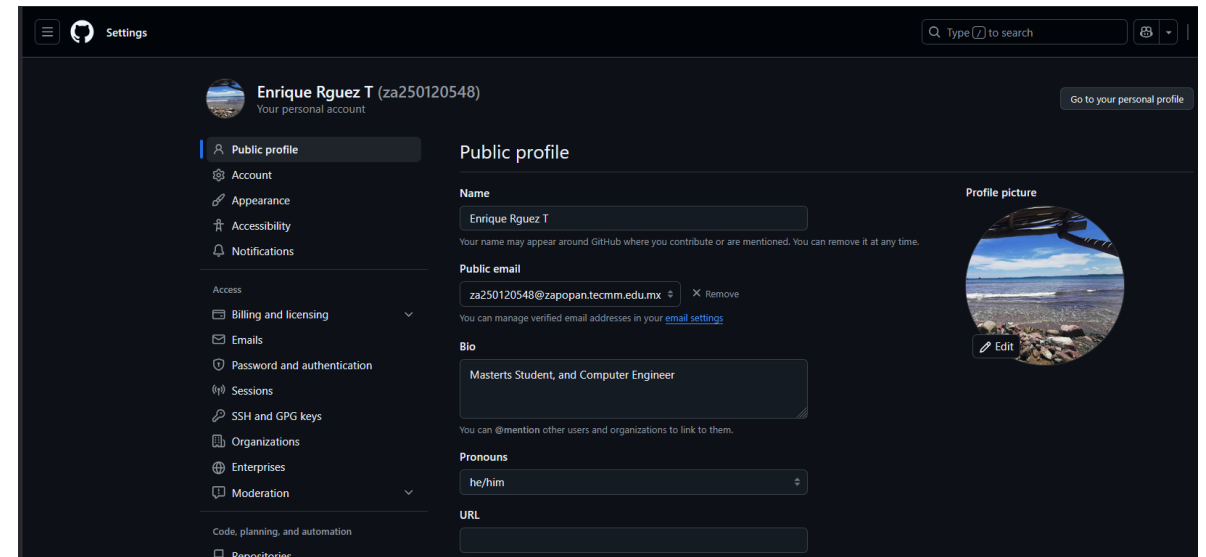 Settings
Type / to search
Enrique Rguez T (za250120548)
Your personal account
Go to your personal profile
Public profile
Account
Appearance
Accessibility
Notifications
Access
Billing and licensing
Emails
Password and authentication
Sessions
SSH and GPG keys
Organizations
Enterprises
Moderation
Code, planning, and automation
Repositories
Public profile
Name
Enrique Rguez T
Your name may appear around GitHub where you contribute or are mentioned. You can remove it at any time.
Public email
za250120548@zapopan.tecmm.edu.mx
Remove
You can manage verified email addresses in your email settings
Bio
Masterts Student, and Computer Engineer
You can @mention other users and organizations to link to them.
Pronouns
he/him
URL
Profile picture
Edit